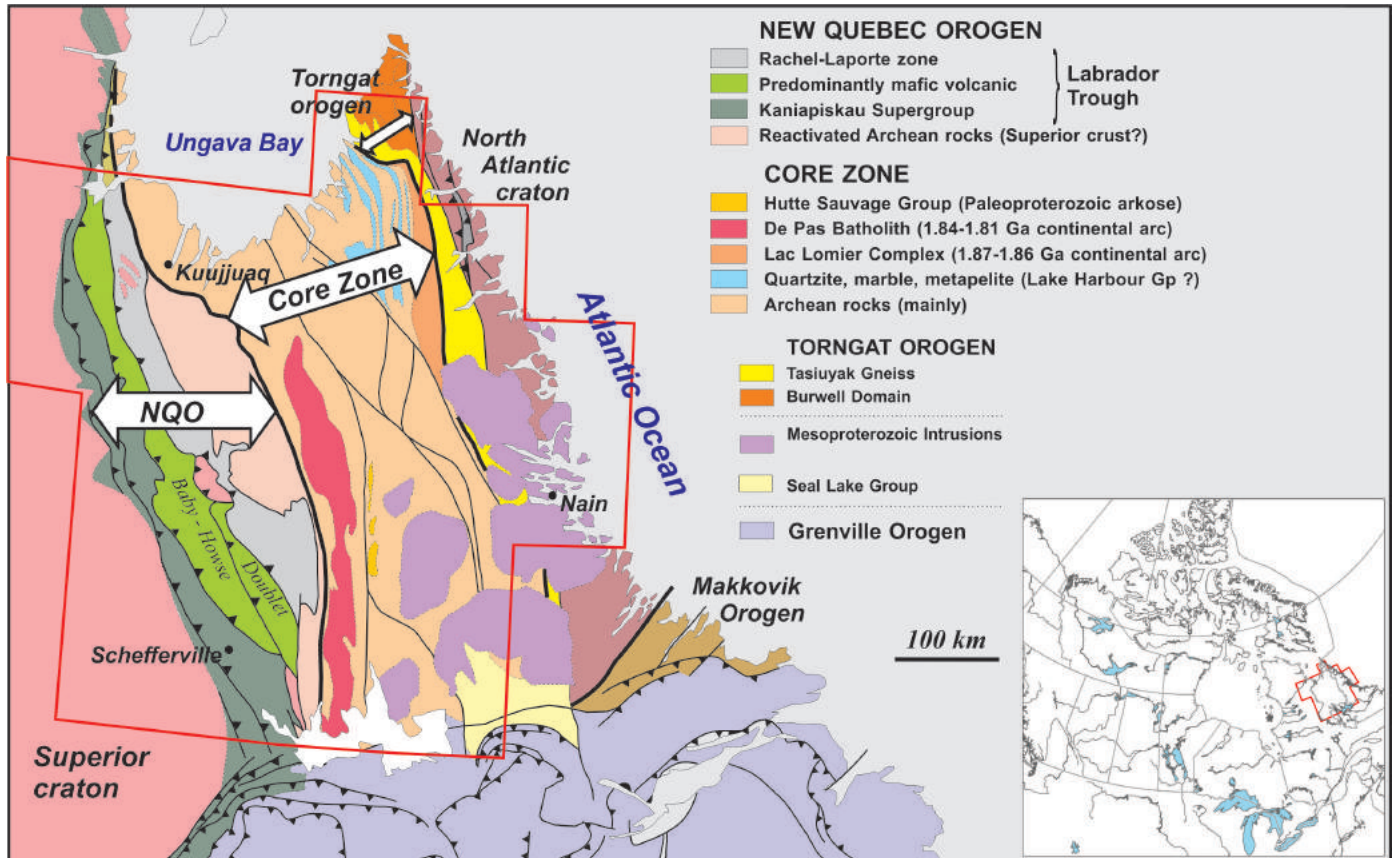 Torngat
orogen
Ungava Bay
North
Atlantic
craton
Kuujjuaq
Core Zone
Atlantic Ocean
NQO
Baby - Howse
Doublet
Nain
Schefferville
Makkovik
Orogen
Superior
craton
100 km
NEW QUEBEC OROGEN
Rachel-Laporte zone
Predominantly mafic volcanic
Kaniapiskau Supergroup
Labrador
Trough
Reactivated Archean rocks (Superior crust?)
CORE ZONE
Hutte Sauvage Group (Paleoproterozoic arkose)
De Pas Batholith (1.84-1.81 Ga continental arc)
Lac Lomier Complex (1.87-1.86 Ga continental arc)
Quartzite, marble, metapelite (Lake Harbour Gp ?)
Archean rocks (mainly)
TORNGAT OROGEN
Tasiuyak Gneiss
Burwell Domain
Mesoproterozoic Intrusions
Seal Lake Group
Grenville Orogen